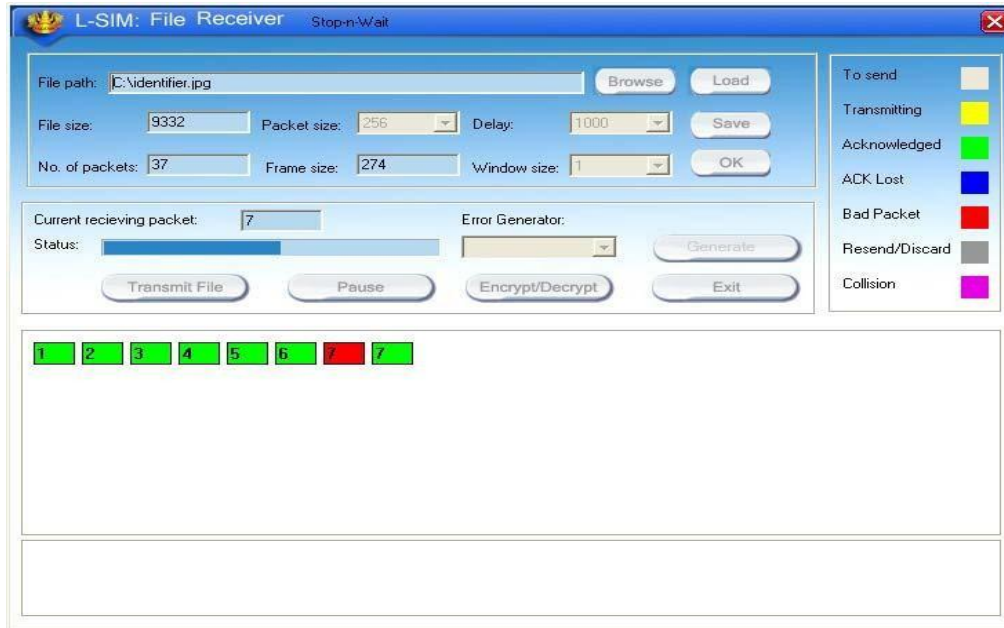 L-SIM: File Receiver Stop-n-Wait
File path: C:\identifier.jpg Browse Load
File size: 9332 Packet size: 256 Delay: 1000 Save
No. of packets: 37 Frame size: 274 Window size: 1 OK
Current recieving packet: 7 Error Generator:
Status: Generate
Transmit File Pause Encrypt/Decrypt Exit
To send
Transmitting
Acknowledged
ACK Lost
Bad Packet
Resend/Discard
Collision
1 2 3 4 5 6 7 7